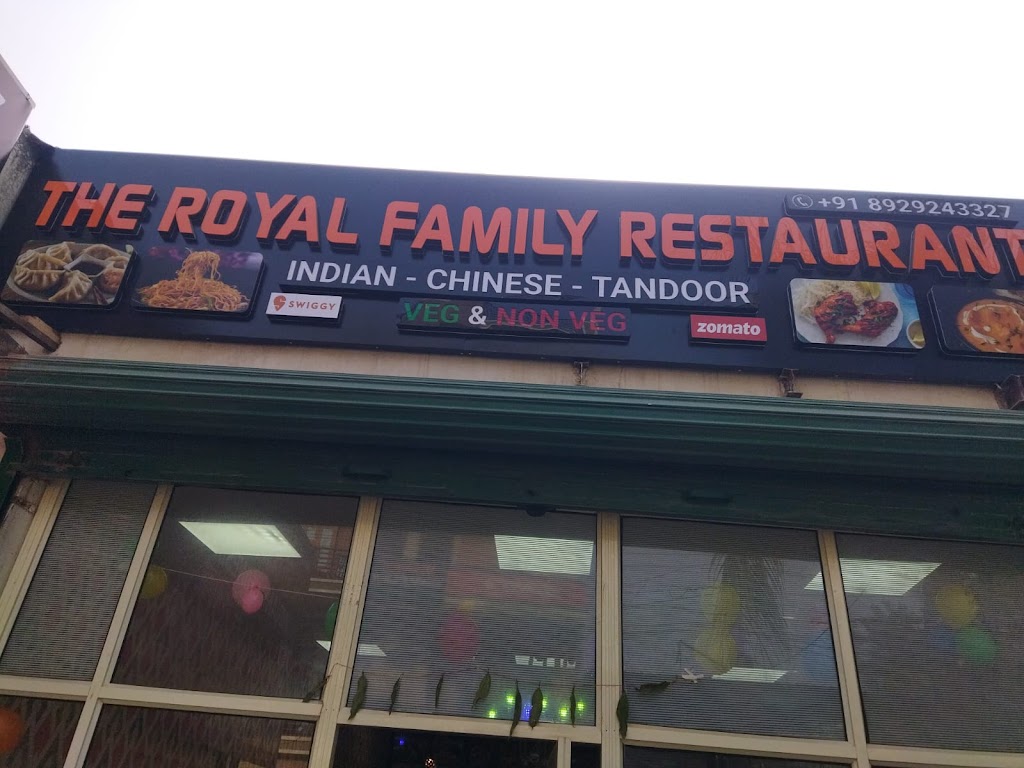 +91 8929243327
THE ROYAL FAMILY RESTAURANT
INDIAN - CHINESE - TANDOOR
SWIGGY
VEG & NON VEG
zomato